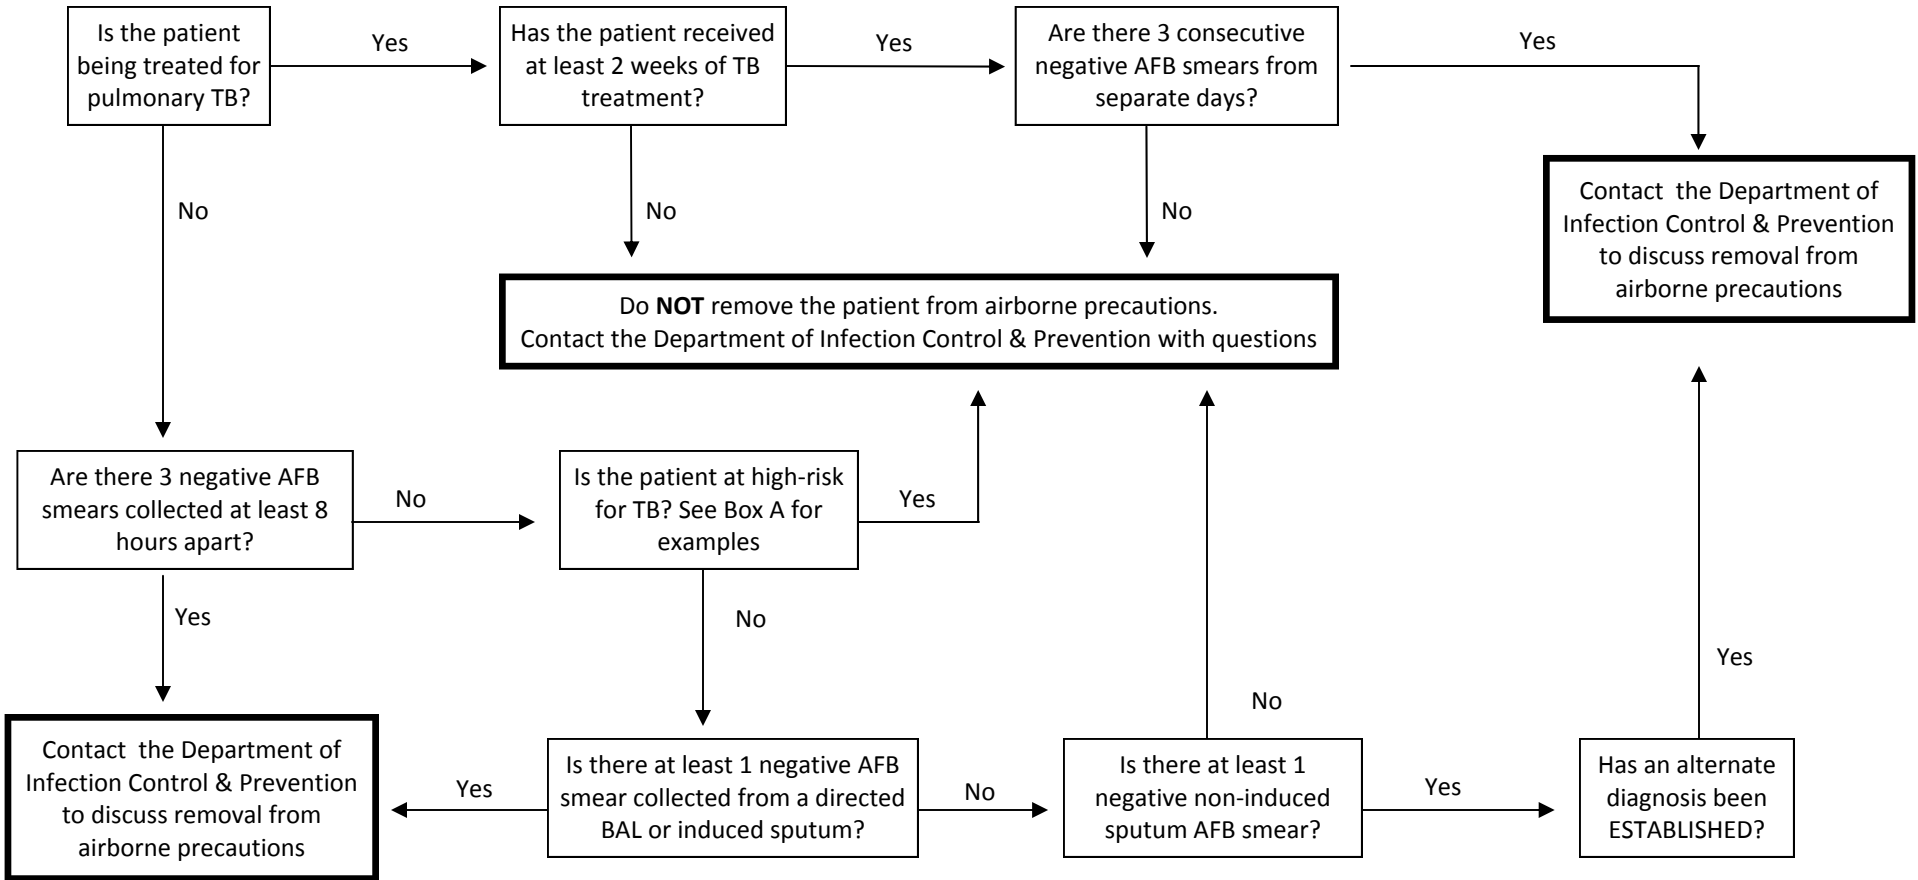 Is the patient
being treated for
pulmonary TB?
Yes
Has the patient received
at least 2 weeks of TB
treatment?
Yes
Are there 3 consecutive
negative AFB smears from
separate days?
Yes
No
No
No
Contact  the Department of
Infection Control & Prevention
to discuss removal from
airborne precautions
Do NOT remove the patient from airborne precautions.
Contact the Department of Infection Control & Prevention with questions
Are there 3 negative AFB
smears collected at least 8
hours apart?
No
Is the patient at high-risk
for TB? See Box A for
examples
Yes
Yes
No
No
Yes
Contact  the Department of
Infection Control & Prevention
to discuss removal from
airborne precautions
Yes
Is there at least 1 negative AFB
smear collected from a directed
BAL or induced sputum?
No
Is there at least 1
negative non-induced
sputum AFB smear?
Yes
Has an alternate
diagnosis been
ESTABLISHED?